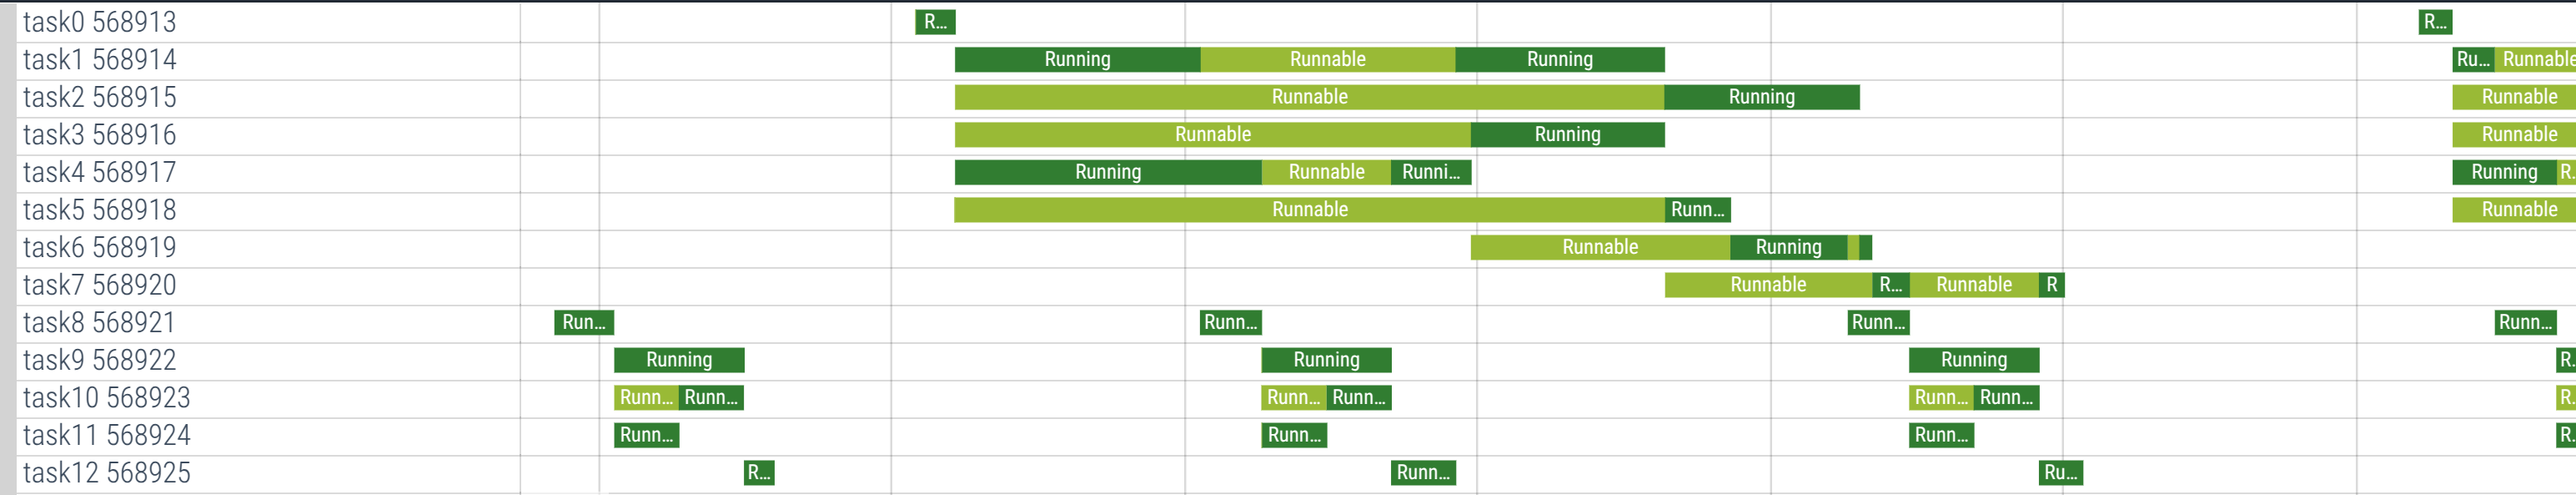 task0 568913 R... R...
task1 568914 Running Runnable Running Ru... Runnable
task2 568915 Runnable Running Runnable
task3 568916 Runnable Running Runnable
task4 568917 Running Runnable Runni... Running R.
task5 568918 Runnable Runn... Runnable
task6 568919 Runnable Running
task7 568920 Runnable R... Runnable R
task8 568921 Run... Runn... Runn... Runn...
task9 568922 Running Running Running R.
task10 568923 Runn... Runn... Runn... Runn... Runn... Runn... R.
task11 568924 Runn... Runn... Runn... R.
task12 568925 R... Runn... Ru...